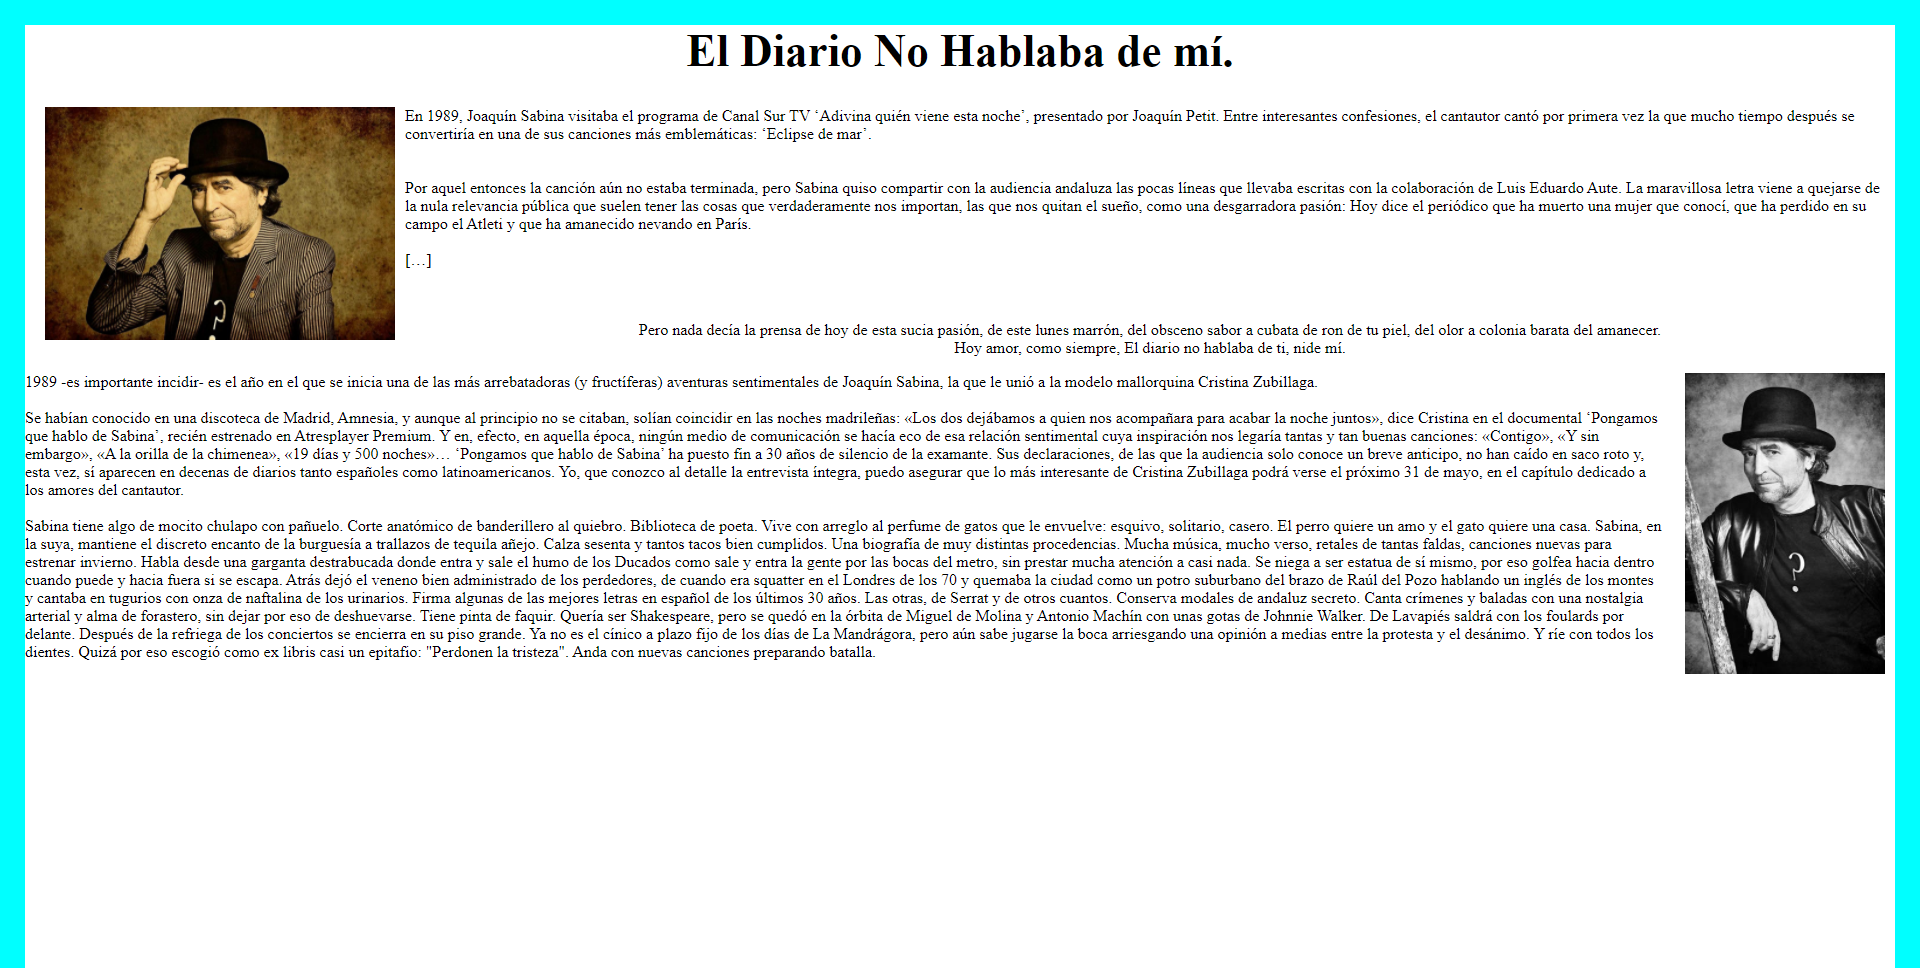 El Diario No Hablaba de mí.
En 1989, Joaquín Sabina visitaba el programa de Canal Sur TV ‘Adivina quién viene esta noche’, presentado por Joaquín Petit. Entre interesantes confesiones, el cantautor cantó por primera vez la que mucho tiempo después se
convertiría en una de sus canciones más emblemáticas: ‘Eclipse de mar’.
Por aquel entonces la canción aún no estaba terminada, pero Sabina quiso compartir con la audiencia andaluza las pocas líneas que llevaba escritas con la colaboración de Luis Eduardo Aute. La maravillosa letra viene a quejarse de
la nula relevancia pública que suelen tener las cosas que verdaderamente nos importan, las que nos quitan el sueño, como una desgarradora pasión: Hoy dice el periódico que ha muerto una mujer que conocí, que ha perdido en su
campo el Atleti y que ha amanecido nevando en París.
[…]
Pero nada decía la prensa de hoy de esta sucia pasión, de este lunes marrón, del obsceno sabor a cubata de ron de tu piel, del olor a colonia barata del amanecer.
Hoy amor, como siempre, El diario no hablaba de ti, nide mí.
1989 -es importante incidir- es el año en el que se inicia una de las más arrebatadoras (y fructíferas) aventuras sentimentales de Joaquín Sabina, la que le unió a la modelo mallorquina Cristina Zubillaga.
Se habían conocido en una discoteca de Madrid, Amnesia, y aunque al principio no se citaban, solían coincidir en las noches madrileñas: «Los dos dejábamos a quien nos acompañara para acabar la noche juntos», dice Cristina en el documental ‘Pongamos
que hablo de Sabina’, recién estrenado en Atresplayer Premium. Y en, efecto, en aquella época, ningún medio de comunicación se hacía eco de esa relación sentimental cuya inspiración nos legaría tantas y tan buenas canciones: «Contigo», «Y sin
embargo», «A la orilla de la chimenea», «19 días y 500 noches»… ‘Pongamos que hablo de Sabina’ ha puesto fin a 30 años de silencio de la examante. Sus declaraciones, de las que la audiencia solo conoce un breve anticipo, no han caído en saco roto y,
esta vez, sí aparecen en decenas de diarios tanto españoles como latinoamericanos. Yo, que conozco al detalle la entrevista íntegra, puedo asegurar que lo más interesante de Cristina Zubillaga podrá verse el próximo 31 de mayo, en el capítulo dedicado a
los amores del cantautor.
Sabina tiene algo de mocito chulapo con pañuelo. Corte anatómico de banderillero al quiebro. Biblioteca de poeta. Vive con arreglo al perfume de gatos que le envuelve: esquivo, solitario, casero. El perro quiere un amo y el gato quiere una casa. Sabina, en
la suya, mantiene el discreto encanto de la burguesía a trallazos de tequila añejo. Calza sesenta y tantos tacos bien cumplidos. Una biografía de muy distintas procedencias. Mucha música, mucho verso, retales de tantas faldas, canciones nuevas para
estrenar invierno. Habla desde una garganta destrabucada donde entra y sale el humo de los Ducados como sale y entra la gente por las bocas del metro, sin prestar mucha atención a casi nada. Se niega a ser estatua de sí mismo, por eso golfea hacia dentro
cuando puede y hacia fuera si se escapa. Atrás dejó el veneno bien administrado de los perdedores, de cuando era squatter en el Londres de los 70 y quemaba la ciudad como un potro suburbano del brazo de Raúl del Pozo hablando un inglés de los montes
y cantaba en tugurios con onza de naftalina de los urinarios. Firma algunas de las mejores letras en español de los últimos 30 años. Las otras, de Serrat y de otros cuantos. Conserva modales de andaluz secreto. Canta crímenes y baladas con una nostalgia
arterial y alma de forastero, sin dejar por eso de deshuevarse. Tiene pinta de faquir. Quería ser Shakespeare, pero se quedó en la órbita de Miguel de Molina y Antonio Machín con unas gotas de Johnnie Walker. De Lavapiés saldrá con los foulards por
delante. Después de la refriega de los conciertos se encierra en su piso grande. Ya no es el cínico a plazo fijo de los días de La Mandrágora, pero aún sabe jugarse la boca arriesgando una opinión a medias entre la protesta y el desánimo. Y ríe con todos los
dientes. Quizá por eso escogió como ex libris casi un epitafio: "Perdonen la tristeza". Anda con nuevas canciones preparando batalla.